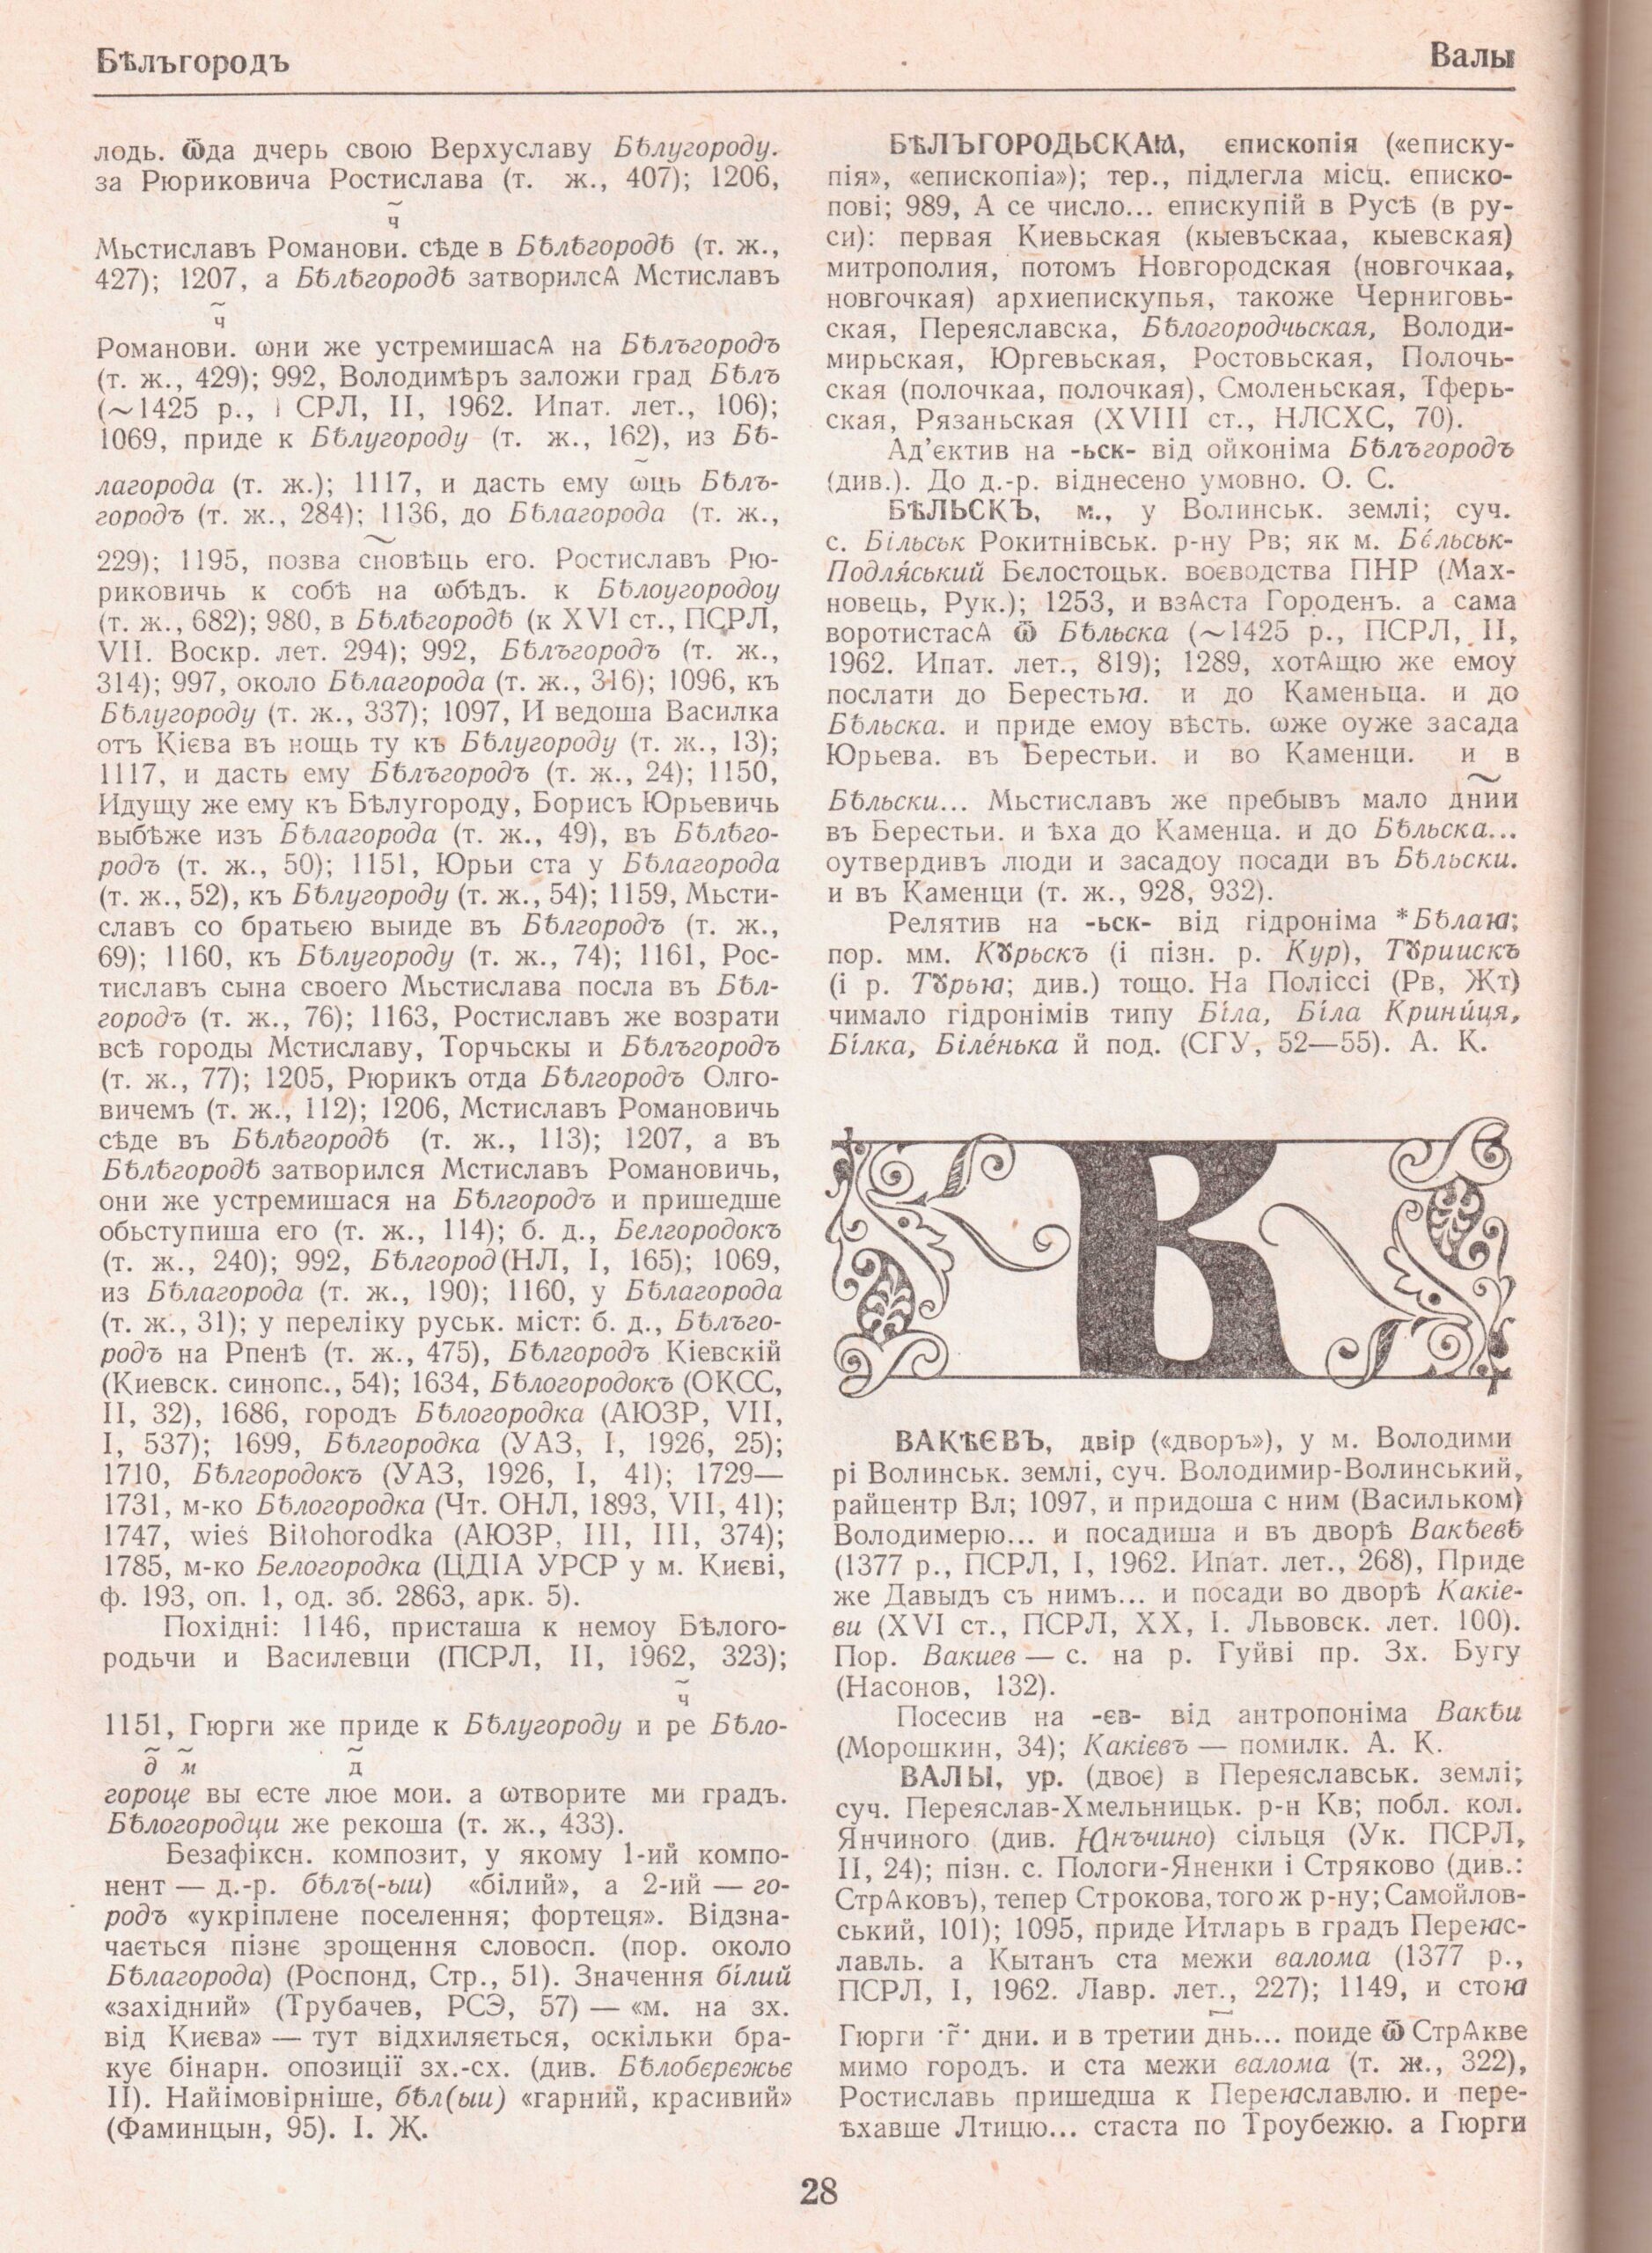 Бѣлъгородъ
Валы
лодь. ѿда дчерь свою Верхуславу Бѣлугороду.
за Рюриковича Ростислава (т. ж., 407); 1206,
ч
Мьстиславъ Романови. сѣде в Бѣлѣгородѣ (т. ж.,
427); 1207, а Бѣлѣгородѣ затворилсѧ Мстиславъ
ч
Романови. ѡни же устремишасѧ на Бѣлъгородъ
(т. ж., 429); 992, Володимѣръ заложи град Бѣлъ
(~1425 р., СРЛ, II, 1962. Ипат. лет., 106);
1069, приде к Бѣлугороду (т. ж., 162), из Бѣ-
лагорода (т. ж.); 1117, и дасть ему ѡ҃ць Бѣлъ-
городъ (т. ж., 284); 1136, до Бѣлагорода (т. ж.,
229); 1195, позва с҃новѣць его. Ростиславъ Рю-
риковичь к собѣ на ѡбѣдъ. к Бѣлоугородоу
(т. ж., 682); 980, в Бѣлѣгородѣ (к XVI ст., ПСРЛ,
VII. Воскр. лет. 294); 992, Бѣлъгородъ (т. ж.,
314); 997, около Бѣлагорода (т. ж., 316); 1096, къ
Бѣлугороду (т. ж., 337); 1097, И ведоша Василка
отъ Кієва въ нощь ту къ Бѣлугороду (т. ж., 13);
1117, и дасть ему Бѣлъгородъ (т. ж., 24); 1150,
Идущу же ему къ Бѣлугороду, Борисъ Юрьевичь
выбѣже изъ Бѣлагорода (т. ж., 49), въ Бѣлѣго-
родъ (т. ж., 50); 1151, Юрьи ста у Бѣлагорода
(т. ж., 52), къ Бѣлугороду (т. ж., 54); 1159, Мьсти-
славъ со братьєю выиде въ Бѣлгородъ (т. ж.,
69); 1160, къ Бѣлугороду (т. ж., 74); 1161, Рос-
тиславъ сына своего Мьстислава посла въ Бѣл-
городъ (т. ж., 76); 1163, Ростиславъ же возрати
всѣ городы Мстиславу, Торчьскы и Бѣлъгородъ
(т. ж., 77); 1205, Рюрикъ отда Бѣлгородъ Олго-
вичемъ (т. ж., 112); 1206, Мстиславъ Романовичь
сѣде въ Бѣлѣгородѣ (т. ж., 113); 1207, а въ
Бѣлѣгородѣ затворился Мстиславъ Романовичь,
они же устремишася на Бѣлгородъ и пришедше
обьступиша его (т. ж., 114); б. д., Белгородокъ
(т. ж., 240); 992, Бѣлгород (НЛ, I, 165); 1069,
из Бѣлагорода (т. ж., 190); 1160, у Бѣлагорода
(т. ж., 31); у переліку руськ. міст: б. д., Бѣлъго-
родъ на Рпенѣ (т. ж., 475), Бѣлгородъ Кіевскій
(Киевск. синопс., 54); 1634, Бѣлогородокъ (ОКСС,
II, 32), 1686, городъ Бѣлогородка (АЮЗР, VII,
I, 537); 1699, Бѣлгородка (УАЗ, I, 1926, 25);
1710, Бѣлгородокъ (УАЗ, 1926, I, 41); 1729—
1731, м-ко Бѣлогородка (Чт. ОНЛ, 1893, VII, 41);
1747, wieś Biłohorodka (АЮЗР, III, III, 374);
1785, м-ко Белогородка (ЦДІА УРСР у м. Києві,
ф. 193, оп. 1, од. зб. 2863, арк. 5).
Похідні: 1146, присташа к немоу Бѣлого-
родьчи и Василевци (ПСРЛ, II, 1962, 323);
ч
1151, Гюрги же приде к Бѣлугороду и ре Бѣло-
д м д
гороце вы есте люе мои. а ѡтворите ми градъ.
Бѣлогородци же рекоша (т. ж., 433).
Безафіксн. композит, у якому 1-ий компо-
нент — д.-р. бѣлъ(-ыи) «білий», а 2-ий — го-
родъ «укріплене поселення; фортеця». Відзна-
чається пізнє зрощення словосп. (пор. около
Бѣлагорода) (Роспонд, Стр., 51). Значення бі́лий
«західний» (Трубачев, РСЭ, 57) — «м. на зх.
від Києва» — тут відхиляється, оскільки бра-
кує бінарн. опозиції зх.-сх. (див. Бѣлобєрєжьє
II). Найімовірніше, бѣл(ыи) «гарний, красивий»
(Фаминцын, 95). І. Ж.
БѢЛЪГОРОДЬСКАꙖ, єпископія («еписку-
пія», «епископіа»); тер., підлегла місц. еписко-
пові; 989, А се число... епискупій в Русѣ (в ру-
си): первая Киевьская (кыевъскаа, кыевская)
митрополия, потомъ Новгородская (новгочкаа,
новгочкая) архиепискупья, такоже Черниговь-
ская, Переяславска, Бѣлогородчьская, Володи-
мирьская, Юргевьская, Ростовьская, Полочь-
ская (полочкаа, полочкая), Смоленьская, Тферь-
ская, Рязаньская (XVIII ст., НЛСХС, 70).
Ад’єктив на -ьск- від ойконіма Бѣлъгородъ
(див.). До д.-р. віднесено умовно. О. С.
БѢЛЬСКЪ, м., у Волинськ. землі; суч.
с. Більськ Рокитнівськ. р-ну Рв; як м. Бє́льськ-
Подля́ський Бєлостоцьк. воєводства ПНР (Мах-
новець, Рук.); 1253, и взѧста Городенъ. а сама
воротистасѧ ѿ Бѣльска (~1425 р., ПСРЛ, II,
1962. Ипат. лет., 819); 1289, хотѧщю же емоу
послати до Берестьꙗ. и до Каменьца. и до
Бѣльска. и приде емоу вѣсть. ѡже оуже засада
Юрьева. въ Берестьи. и во Каменци. и в
Бѣльски... Мьстиславъ же пребывъ мало д҃нии
въ Берестьи. и ѣха до Каменца. и до Бѣльска...
оутвердивъ люди и засадоу посади въ Бѣльски.
и въ Каменци (т. ж., 928, 932).
Релятив на -ьск- від гідроніма *Бѣлаꙗ;
пор. мм. Кꙋрьскъ (і пізн. р. Кур), Тꙋриискъ
(і р. Тꙋрьꙗ; див.) тощо. На Поліссі (Рв, Жт)
чимало гідронімів типу Бі́ла, Бі́ла Крини́ця,
Бі́лка, Біле́нька й под. (СГУ, 52—55). А. К.
В
ВАКѢЄВЪ, двір («дворъ»), у м. Володими
рі Волинськ. землі, суч. Володимир-Волинський,
райцентр Вл; 1097, и придоша с ним (Васильком)
Володимерю... и посадиша и въ дворѣ Вакѣевѣ
(1377 р., ПСРЛ, I, 1962. Ипат. лет., 268), Приде
же Давыдъ съ нимъ... и посади во дворѣ Какіе-
ви (XVI ст., ПСРЛ, XX, I. Львовск. лет. 100).
Пор. Вакиев — с. на р. Гуйві пр. Зх. Бугу
(Насонов, 132).
Посесив на -єв- від антропоніма Вакѣи
(Морошкин, 34); Какієвъ — помилк. А. К.
ВАЛЫ, ур. (двоє) в Переяславськ. землі;
суч. Переяслав-Хмельницьк. р-н Кв; побл. кол.
Янчиного (див. Ꙗнъчино) сільця (Ук. ПСРЛ,
II, 24); пізн. с. Пологи-Яненки і Стряково (див.:
Стрѧковъ), тепер Строкова, того ж р-ну; Самойлов-
ський, 101); 1095, приде Итларь в градъ Переꙗс-
лавль. а Кытанъ ста межи валома (1377 р.,
ПСРЛ, I, 1962. Лавр. лет., 227); 1149, и стоꙗ
Гюрги ·г҃· дни. и в третии д҃нь... поиде ѿ Стрѧкве
мимо городъ. и ста межи валома (т. ж., 322),
Ростиславь пришедша к Переꙗславлю. и пере-
ѣхавше Лтицю... стаста по Троубежю. а Гюрги
28